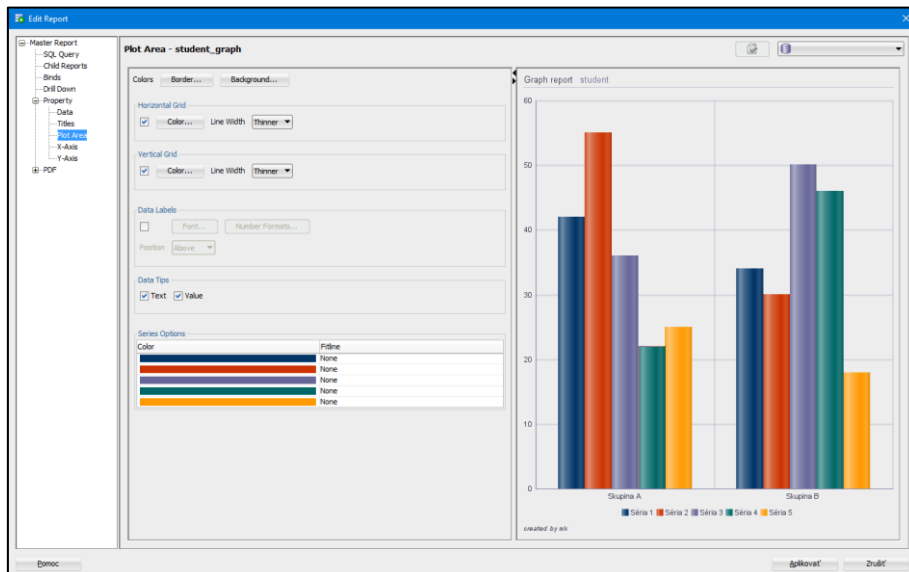 Edit Report
Master Report
SQL Query
Child Reports
Binds
Drill Down
Property
Data
Titles
Plot Area
X-Axis
Y-Axis
PDF
Plot Area - student_graph
Colors Border... Background...
Horizontal Grid
Color... Line Width Thinner
Vertical Grid
Color... Line Width Thinner
Data Labels
Font... Number Formats...
Position Above
Data Tips
Text Value
Series Options
Color Fitline
None
None
None
None
None
Graph report student
60
50
40
30
20
10
0
Skupina A Skupina B
Séria 1 Séria 2 Séria 3 Séria 4 Séria 5
created by mk
Pomoc Aplikovať Zrušiť